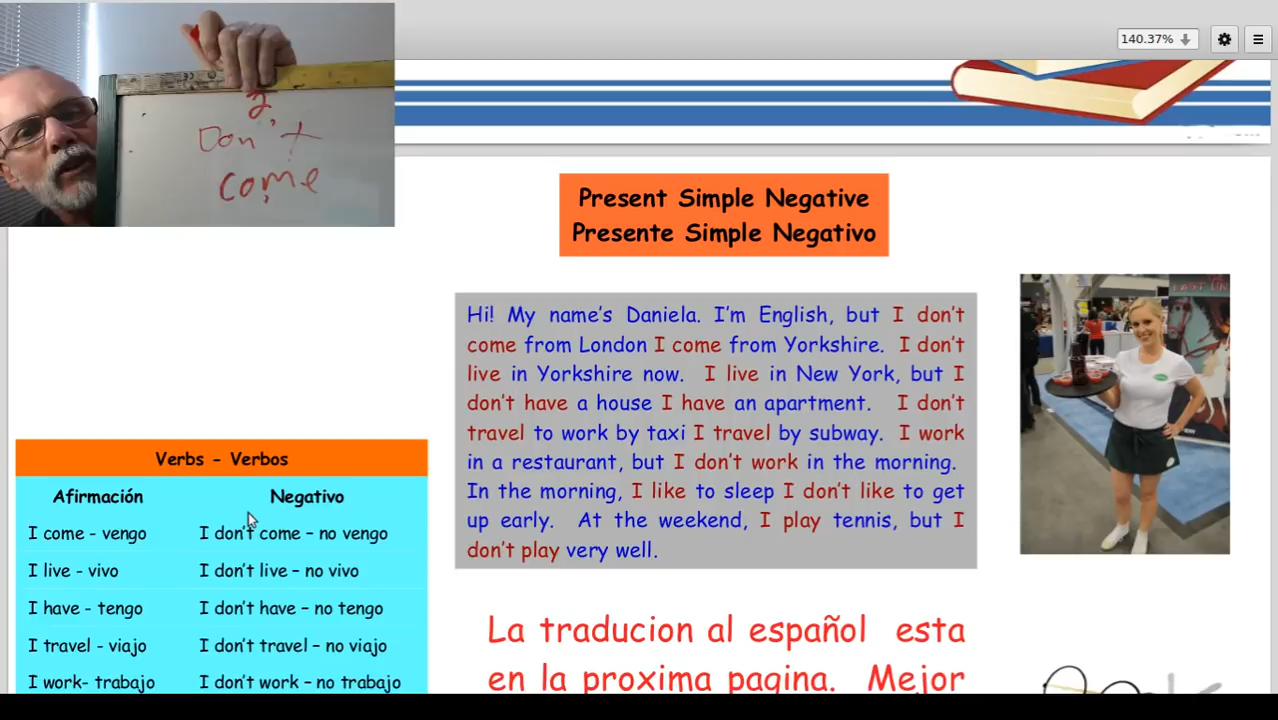 140.37%
2.
Don't
come
Present Simple Negative
Presente Simple Negativo
Hi! My name's Daniela. I'm English, but I don't
come from London I come from Yorkshire. I don't
live in Yorkshire now. I live in New York, but I
don't have a house I have an apartment. I don't
travel to work by taxi I travel by subway. I work
in a restaurant, but I don't work in the morning.
In the morning, I like to sleep I don't like to get
up early. At the weekend, I play tennis, but I
don't play very well.
Verbs - Verbos
Afirmación Negativo
I come - vengo I don't come – no vengo
I live - vivo I don't live – no vivo
I have - tengo I don't have – no tengo
I travel - viajo I don't travel – no viajo
I work- trabajo I don't work – no trabajo
La traducion al español esta
en la proxima pagina. Mejor